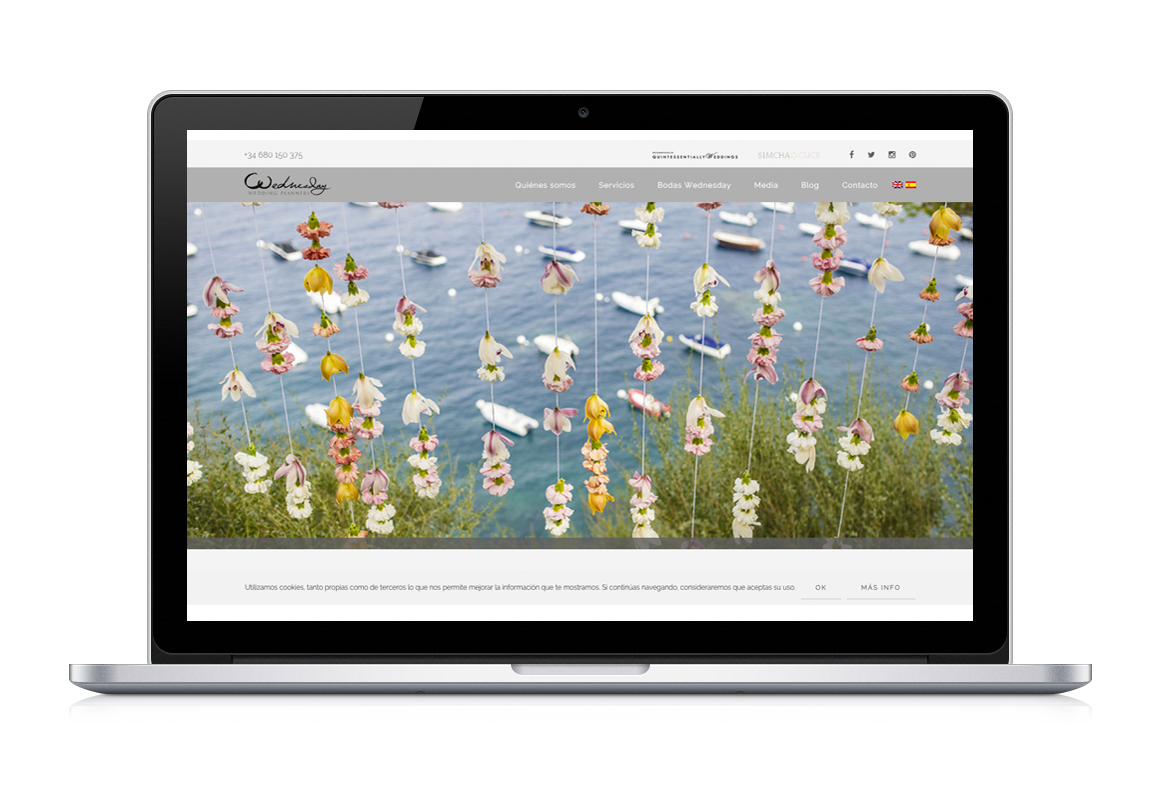 +34 680 150 375
QUINTESSENTIALLY WEDDINGS
SIMCHA
Wednesday
WEDDING PLANNERS
Quiénes somos Servicios Bodas Wednesday Media Blog Contacto
Utilizamos cookies, tanto propias como de terceros lo que nos permite mejorar la información que te mostramos. Si continúas navegando, consideraremos que aceptas su uso. OK MÁS INFO